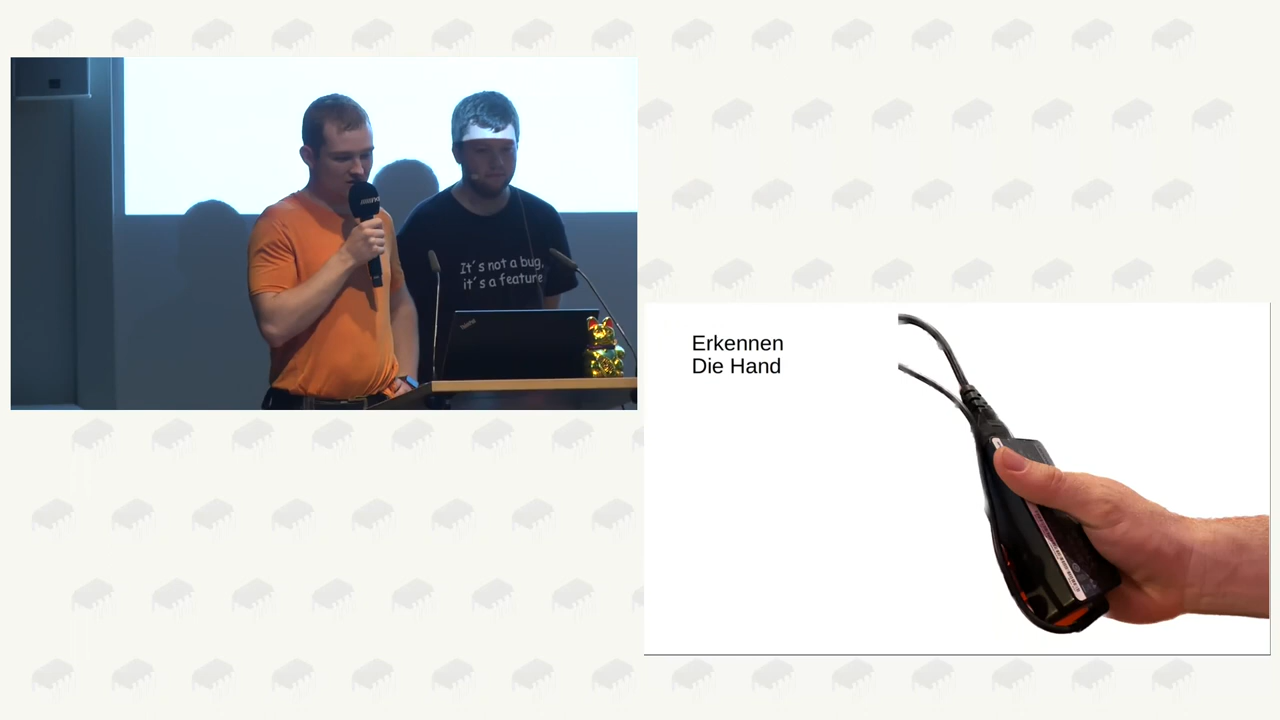 It's not a bug,
it's a feature
Erkennen
Die Hand